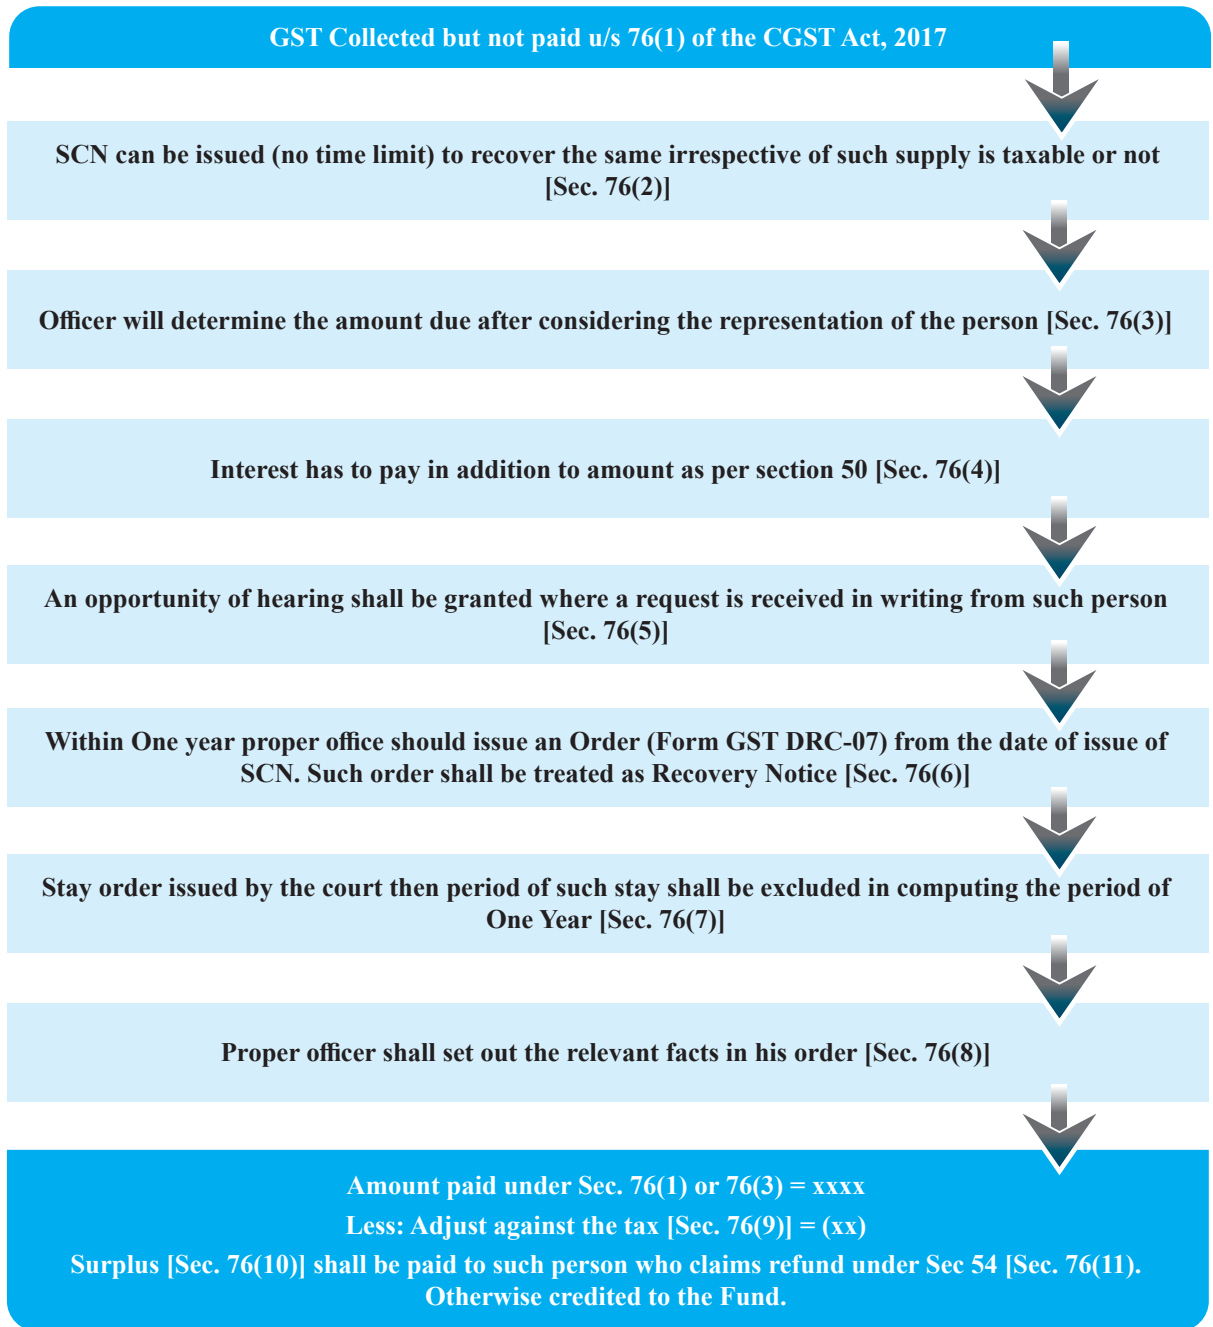 GST Collected but not paid u/s 76(1) of the CGST Act, 2017
SCN can be issued (no time limit) to recover the same irrespective of such supply is taxable or not
[Sec. 76(2)]
Officer will determine the amount due after considering the representation of the person [Sec. 76(3)]
Interest has to pay in addition to amount as per section 50 [Sec. 76(4)]
An opportunity of hearing shall be granted where a request is received in writing from such person
[Sec. 76(5)]
Within One year proper office should issue an Order (Form GST DRC-07) from the date of issue of
SCN. Such order shall be treated as Recovery Notice [Sec. 76(6)]
Stay order issued by the court then period of such stay shall be excluded in computing the period of
One Year [Sec. 76(7)]
Proper officer shall set out the relevant facts in his order [Sec. 76(8)]
Amount paid under Sec. 76(1) or 76(3) = xxxx
Less: Adjust against the tax [Sec. 76(9)] = (xx)
Surplus [Sec. 76(10)] shall be paid to such person who claims refund under Sec 54 [Sec. 76(11).
Otherwise credited to the Fund.